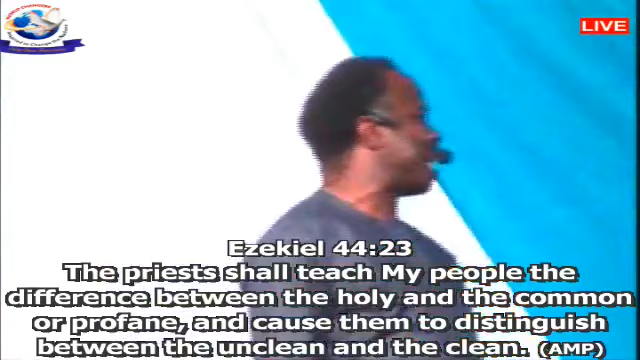 LIVE
Ezekiel 44:23
The priests shall teach My people the
difference between the holy and the common
or profane, and cause them to distinguish
between the unclean and the clean. (AMP)